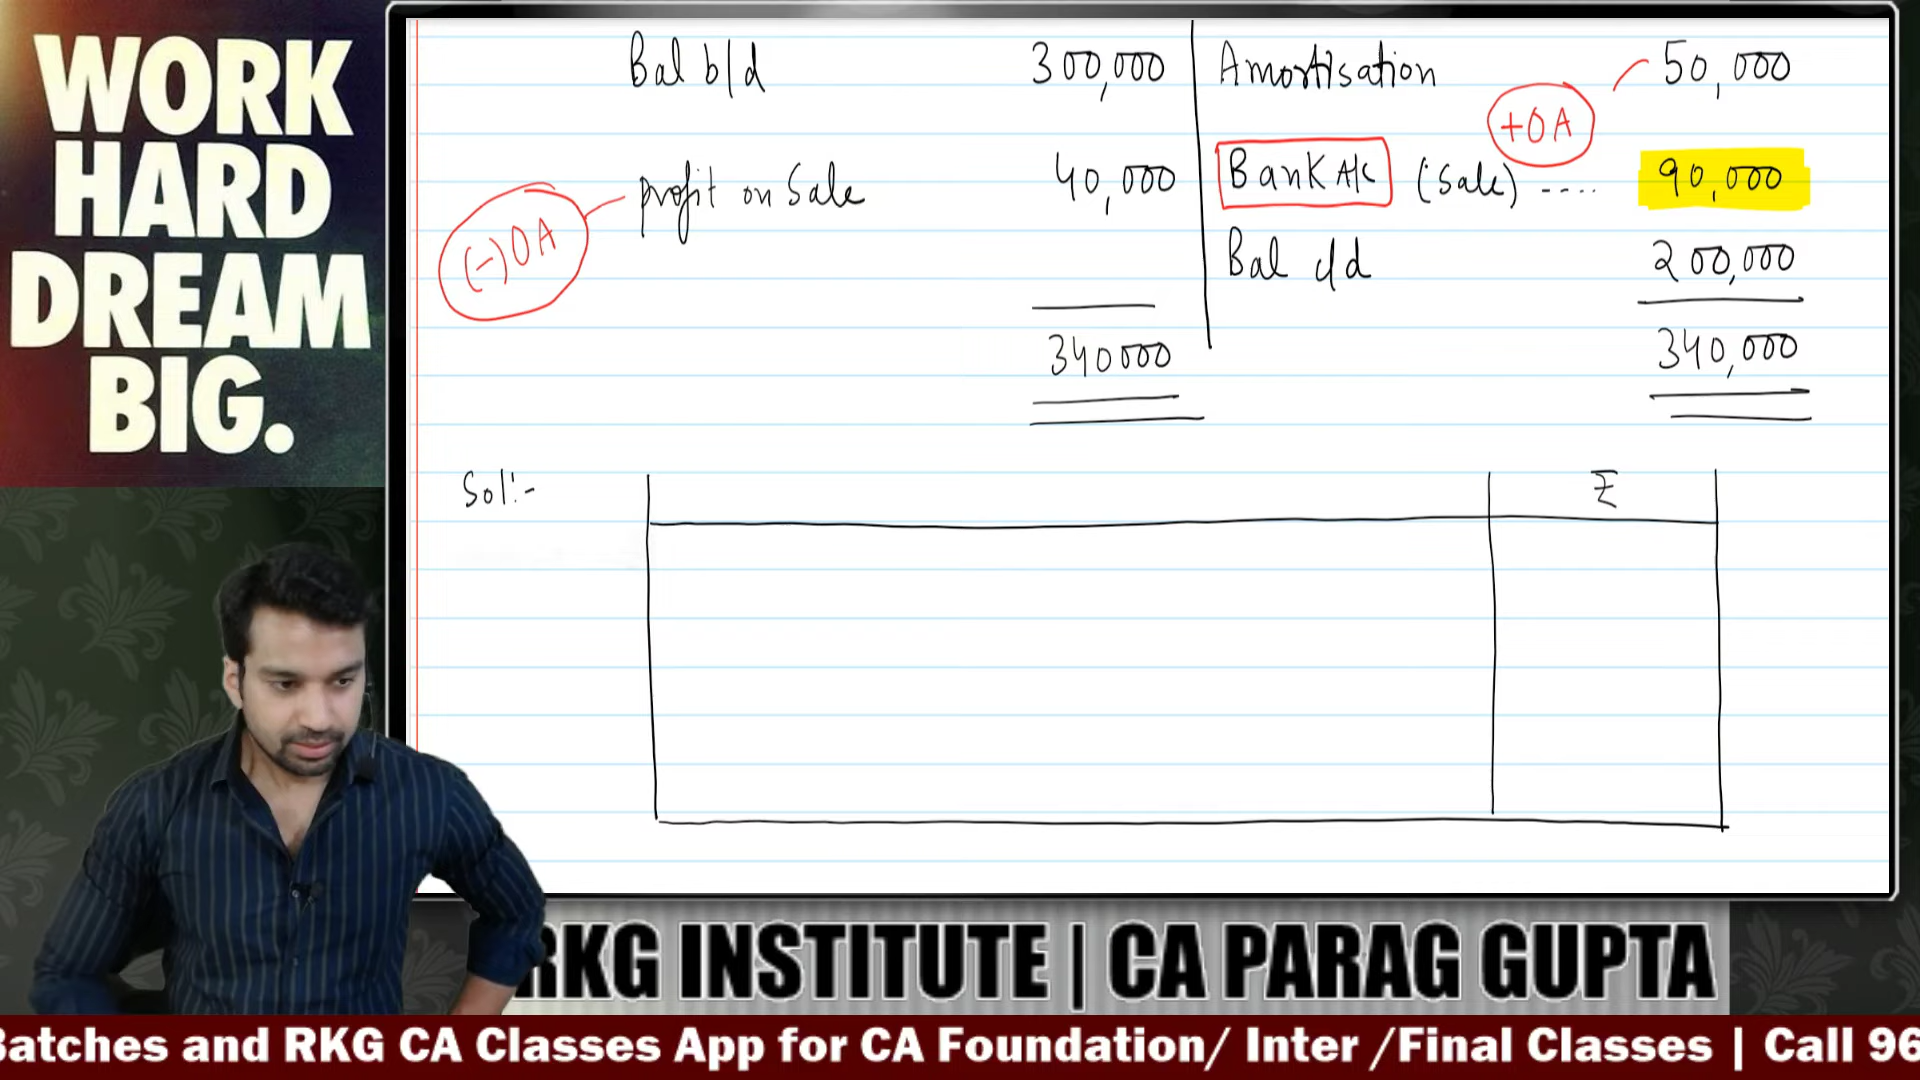 WORK
HARD
DREAM
BIG.
Bal b/d 300,000 Amortisation 50,000
+OA
profit on Sale 40,000 Bank A/c (Sale) .... 90,000
(-) OA
Bal c/d 200,000
340000 340,000
Sol:- ₹
RKG INSTITUTE | CA PARAG GUPTA
Batches and RKG CA Classes App for CA Foundation/ Inter /Final Classes | Call 96